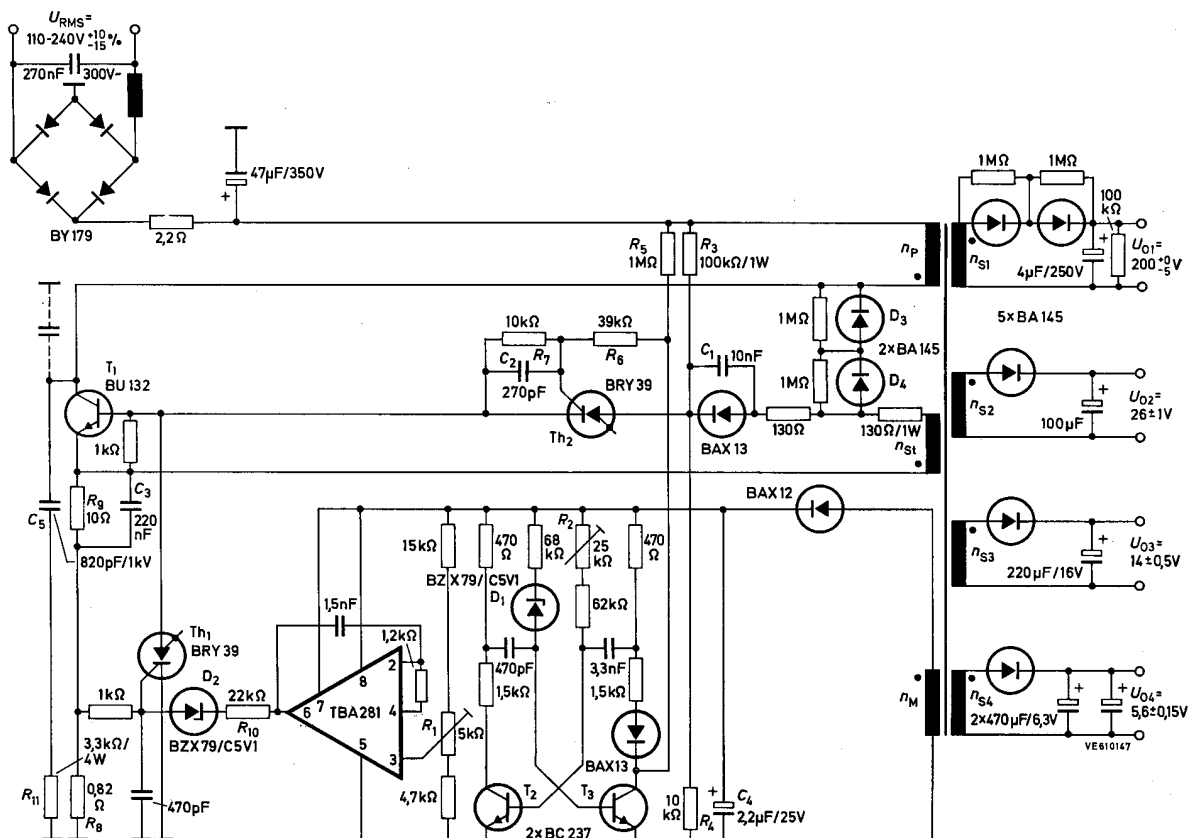 U RMS=
110-240V +10 -15 %
270nF 300V~
BY179
2,2Ω
47µF/350V
R5
1MΩ
R3
100kΩ/1W
nP
1MΩ
1MΩ
100
kΩ
nS1
4µF/250V
U01=
200 +0 -5 V
5×BA145
T1
BU132
1kΩ
10kΩ
C2
R7
270pF
39kΩ
R6
BRY39
Th2
C1
10nF
BAX13
130Ω
1MΩ
1MΩ
D3
2×BA145
D4
130Ω/1W
nSt
nS2
100µF
U02=
26±1V
C5
R9
10Ω
C3
220
nF
820pF/1kV
BAX12
nS3
220µF/16V
U03=
14±0,5V
15kΩ
470
Ω
68
kΩ
R2
25
kΩ
470
Ω
BZX79/C5V1
D1
62kΩ
470pF
3,3nF
1,5kΩ
1,5kΩ
BAX13
Th1
BRY39
D2
1kΩ
22kΩ
R10
BZX79/C5V1
1,5nF
1,2kΩ
2
8
7
6
TBA281
4
5
3
R1
5kΩ
4,7kΩ
T2
T3
2×BC237
nM
nS4
2×470µF/6,3V
U04=
5,6±0,15V
VE610147
3,3kΩ/
4W
R11
0,82
Ω
R8
470pF
10
kΩ
R4
C4
2,2µF/25V